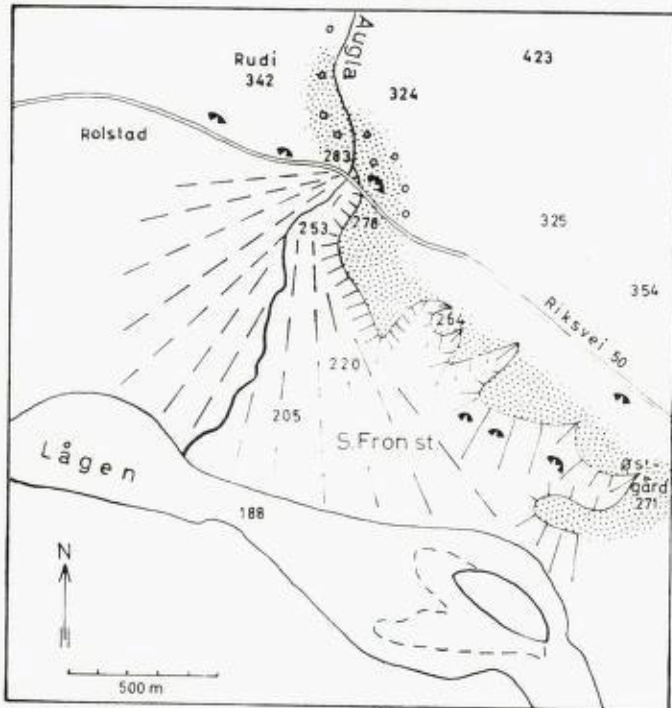 Augla
423
Rudi
342
324
Rolstad
283
278
253
325
354
264
Riksvei 50
220
205
S. Fron st.
Øst-
gård
271
Lågen
188
N
500 m